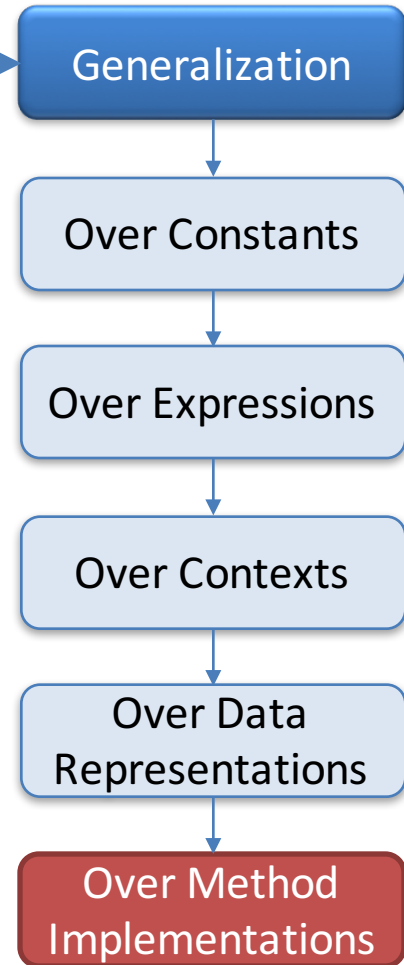 Generalization
Over Constants
Over Expressions
Over Contexts
Over Data
Representations
Over Method
Implementations